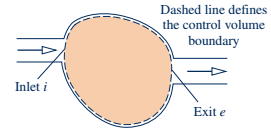 Dashed line defines
the control volume
boundary
Inlet i
Exit e